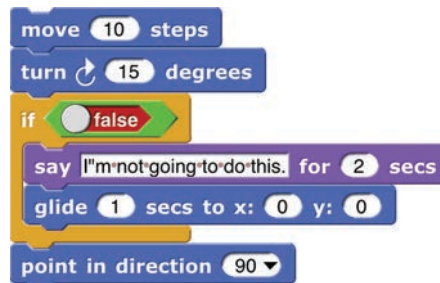 move 10 steps
turn 15 degrees
if false
say I"m not going to do this. for 2 secs
glide 1 secs to x: 0 y: 0
point in direction 90